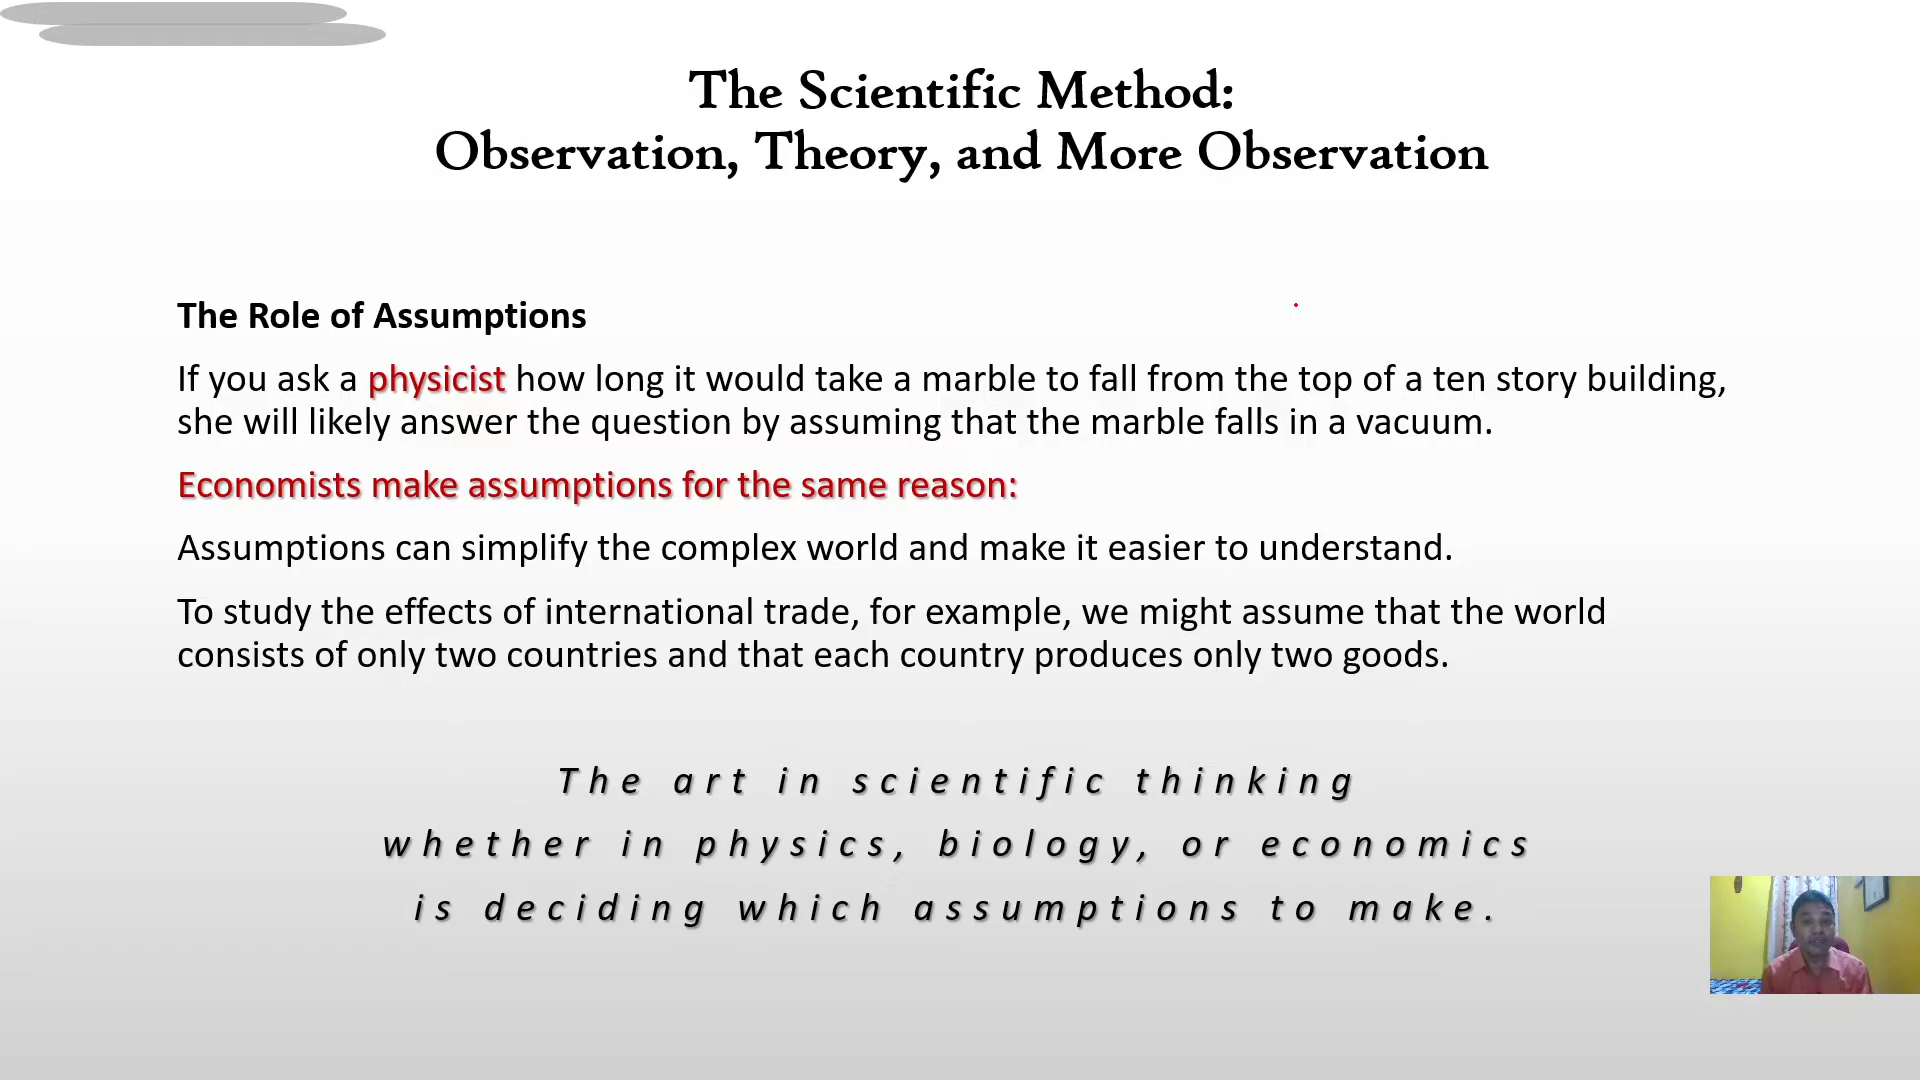 The Scientific Method:
Observation, Theory, and More Observation
The Role of Assumptions
If you ask a physicist how long it would take a marble to fall from the top of a ten story building,
she will likely answer the question by assuming that the marble falls in a vacuum.
Economists make assumptions for the same reason:
Assumptions can simplify the complex world and make it easier to understand.
To study the effects of international trade, for example, we might assume that the world
consists of only two countries and that each country produces only two goods.
The art in scientific thinking
whether in physics, biology, or economics
is deciding which assumptions to make.